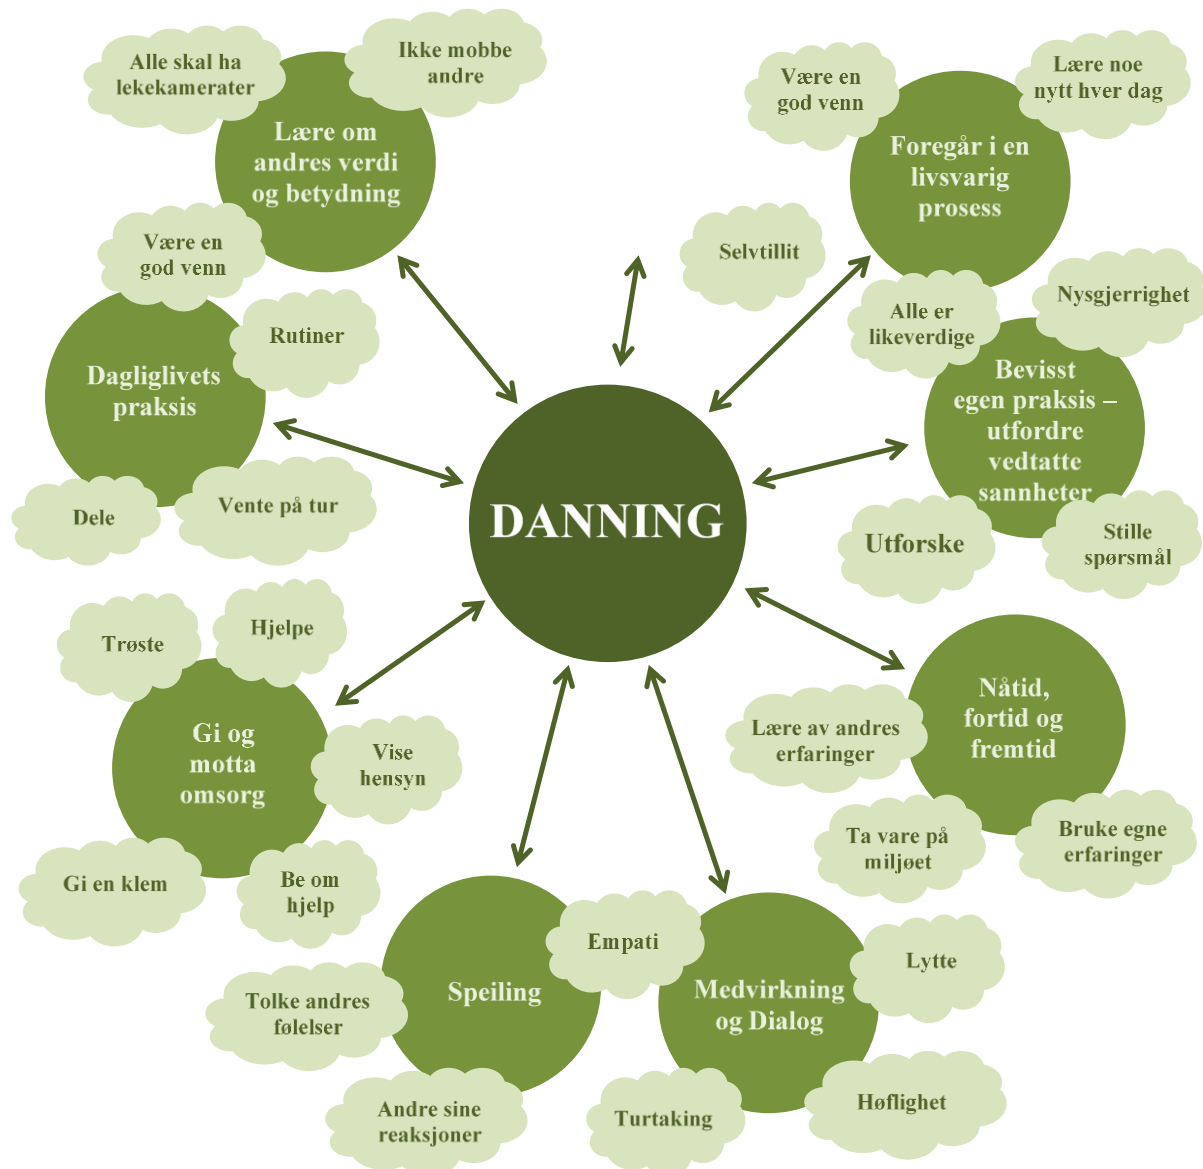 Alle skal ha
lekekamerater
Ikke mobbe
andre
Lære om
andres verdi
og betydning
Være en
god venn
Lære noe
nytt hver dag
Foregår i en
livsvarig
prosess
Selvtillit
Være en
god venn
Rutiner
Dagliglivets
praksis
Dele
Vente på tur
Alle er
likeverdige
Nysgjerrighet
Bevisst
egen praksis –
utfordre
vedtatte
sannheter
Utforske
Stille
spørsmål
DANNING
Trøste
Hjelpe
Gi og
motta
omsorg
Vise
hensyn
Gi en klem
Be om
hjelp
Nåtid,
fortid og
fremtid
Lære av andres
erfaringer
Ta vare på
miljøet
Bruke egne
erfaringer
Speiling
Empati
Tolke andres
følelser
Andre sine
reaksjoner
Medvirkning
og Dialog
Lytte
Turtaking
Høflighet